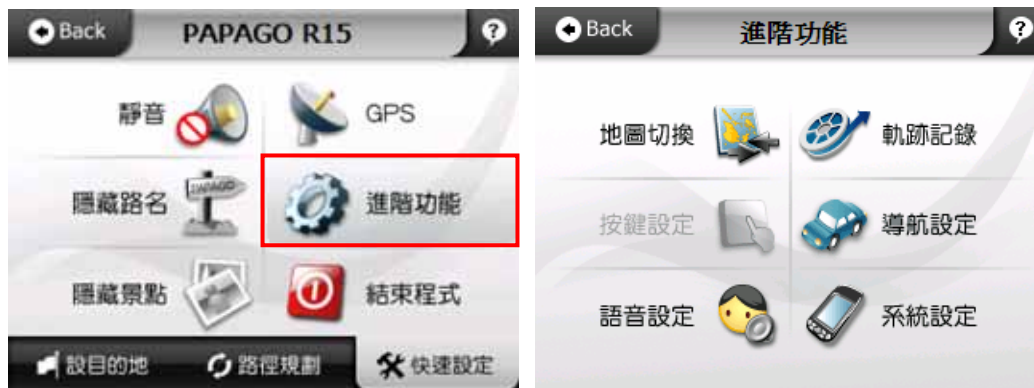 Back
PAPAGO R15
?
靜音
GPS
隱藏路名
PAPAGO
進階功能
隱藏景點
結束程式
設目的地
路徑規劃
快速設定
Back
進階功能
?
地圖切換
軌跡記錄
按鍵設定
導航設定
語音設定
系統設定